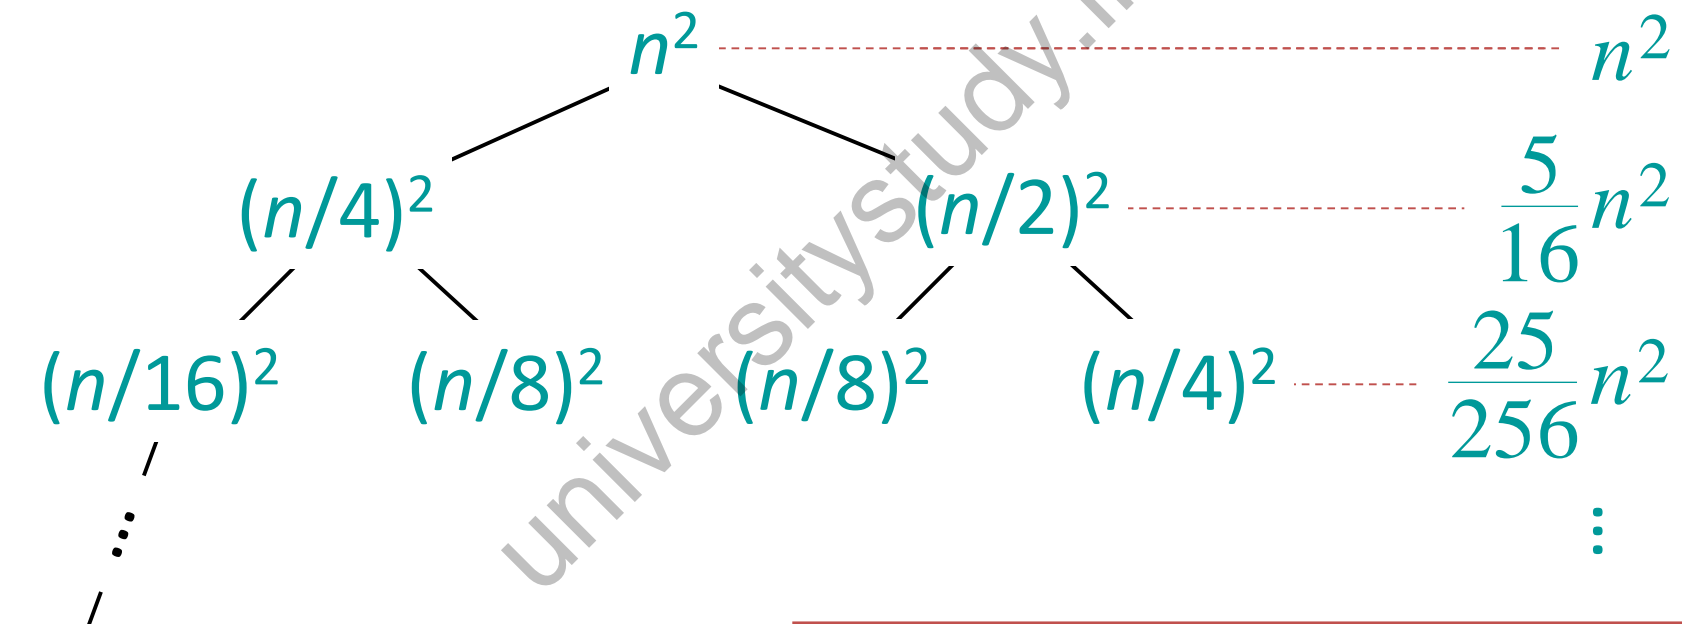 n² n²
(n/4)² (n/2)² 5/16 n²
(n/16)² (n/8)² (n/8)² (n/4)² 25/256 n²
⋮ ⋮
universitystudy.